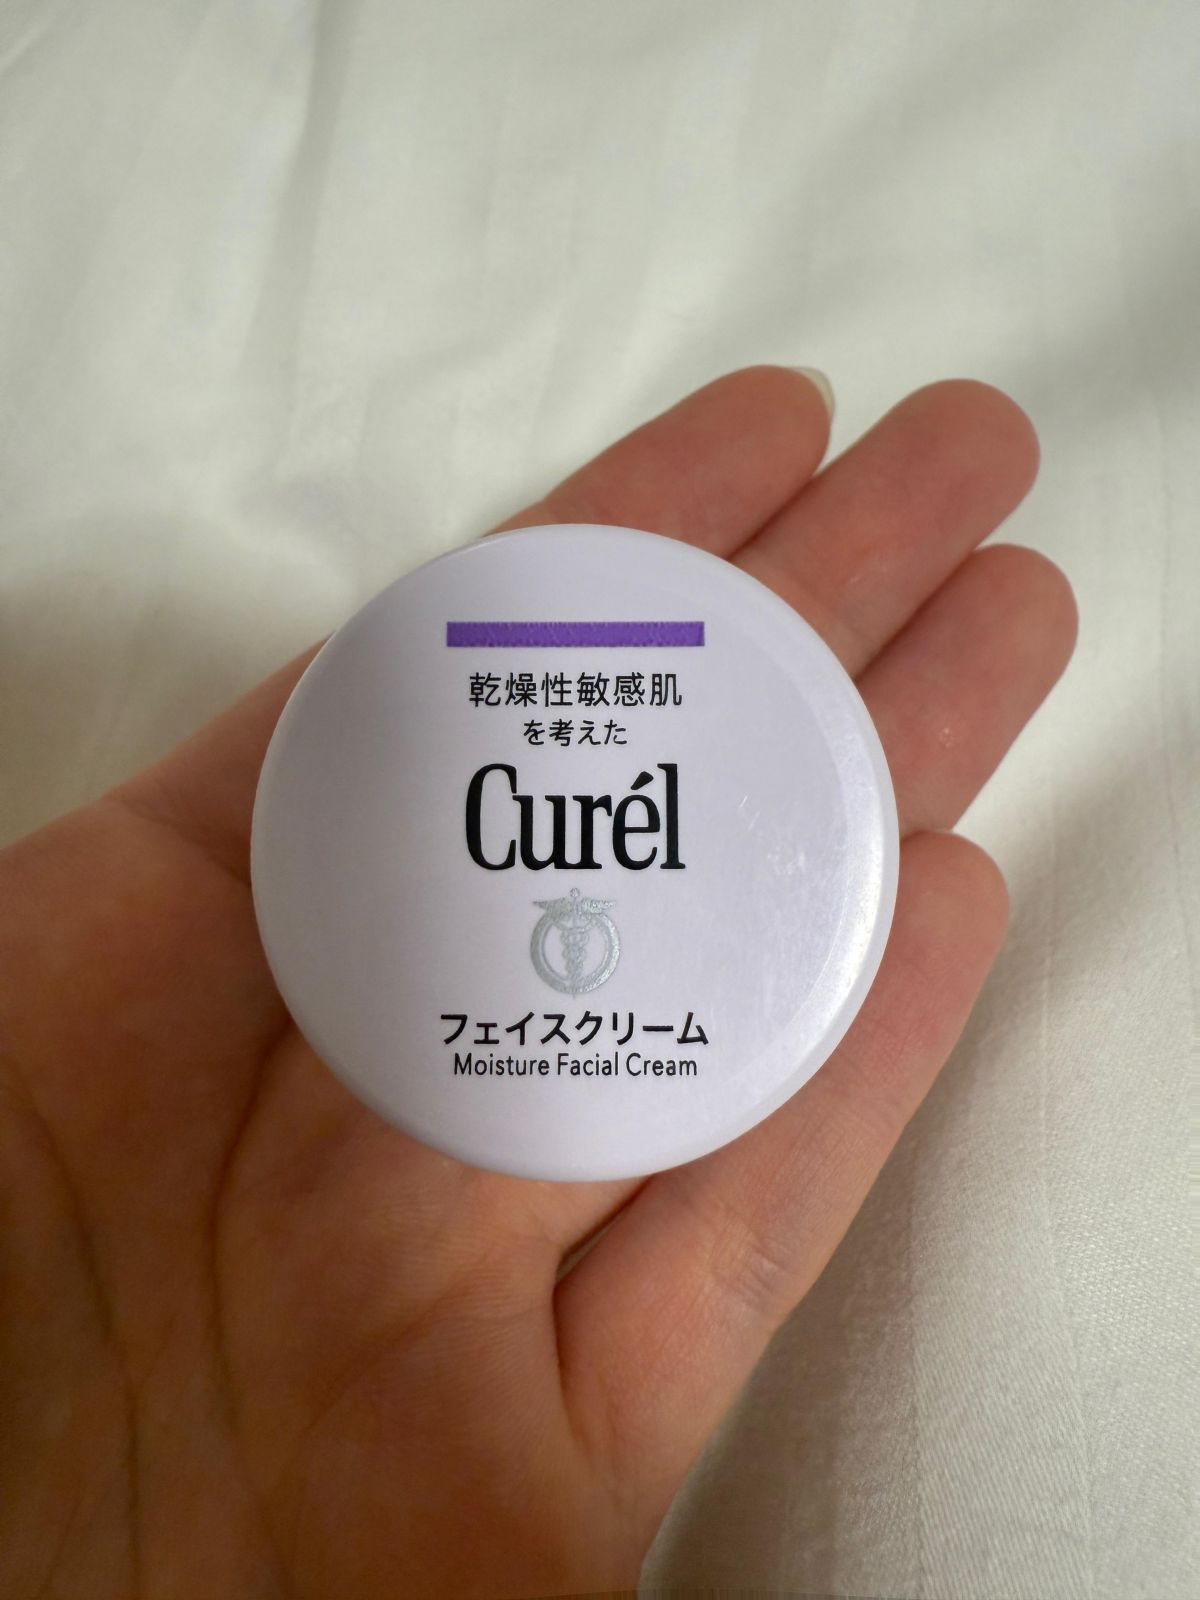 乾燥性敏感肌
を考えた
Curél
フェイスクリーム
Moisture Facial Cream